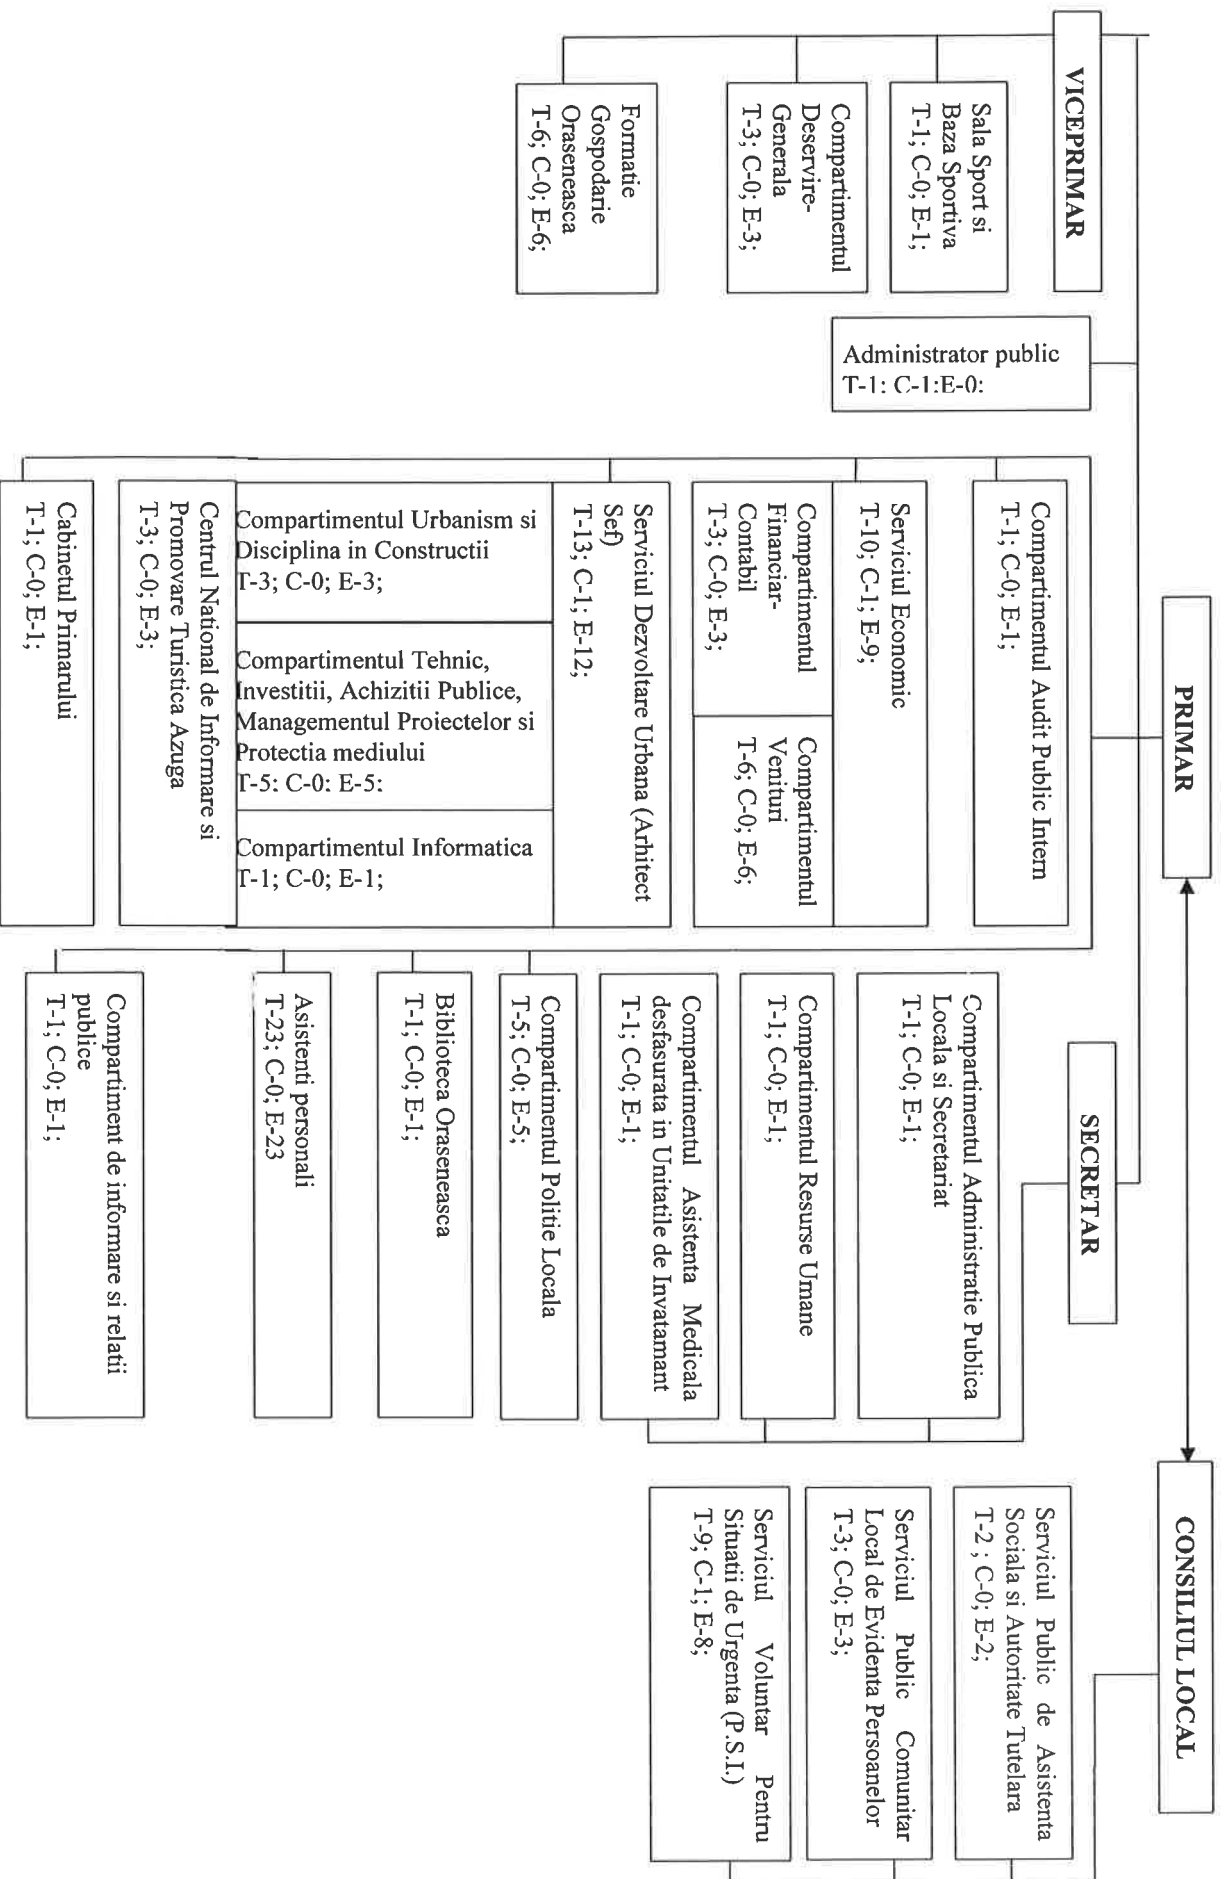 PRIMAR
CONSILIUL LOCAL
VICEPRIMAR
SECRETAR
Sala Sport si
Baza Sportiva
T-1; C-0; E-1;
Compartimentul
Deservire-
Generala
T-3; C-0; E-3;
Formatie
Gospodarie
Oraseneasca
T-6; C-0; E-6;
Administrator public
T-1: C-1:E-0:
Compartimentul Audit Public Intern
T-1; C-0; E-1;
Serviciul Economic
T-10; C-1; E-9;
Compartimentul
Financiar-
Contabil
T-3; C-0; E-3;
Compartimentul
Venituri
T-6; C-0; E-6;
Serviciul Dezvoltare Urbana (Arhitect
Sef)
T-13; C-1; E-12;
Compartimentul Urbanism si
Disciplina in Constructii
T-3; C-0; E-3;
Compartimentul Tehnic,
Investitii, Achizitii Publice,
Managementul Proiectelor si
Protectia mediului
T-5: C-0: E-5:
Compartimentul Informatica
T-1; C-0; E-1;
Centrul National de Informare si
Promovare Turistica Azuga
T-3; C-0; E-3;
Cabinetul Primarului
T-1; C-0; E-1;
Compartimentul Administratie Publica
Locala si Secretariat
T-1; C-0; E-1;
Compartimentul Resurse Umane
T-1; C-0; E-1;
Compartimentul Asistenta Medicala
desfasurata in Unitatile de Invatamant
T-1; C-0; E-1;
Compartimentul Politie Locala
T-5; C-0; E-5;
Biblioteca Oraseneasca
T-1; C-0; E-1;
Asistenti personali
T-23; C-0; E-23
Compartiment de informare si relatii
publice
T-1; C-0; E-1;
Serviciul Public de Asistenta
Sociala si Autoritate Tutelara
T-2 ; C-0; E-2;
Serviciul Public Comunitar
Local de Evidenta Persoanelor
T-3; C-0; E-3;
Serviciul Voluntar Pentru
Situatii de Urgenta (P.S.I.)
T-9; C-1; E-8;